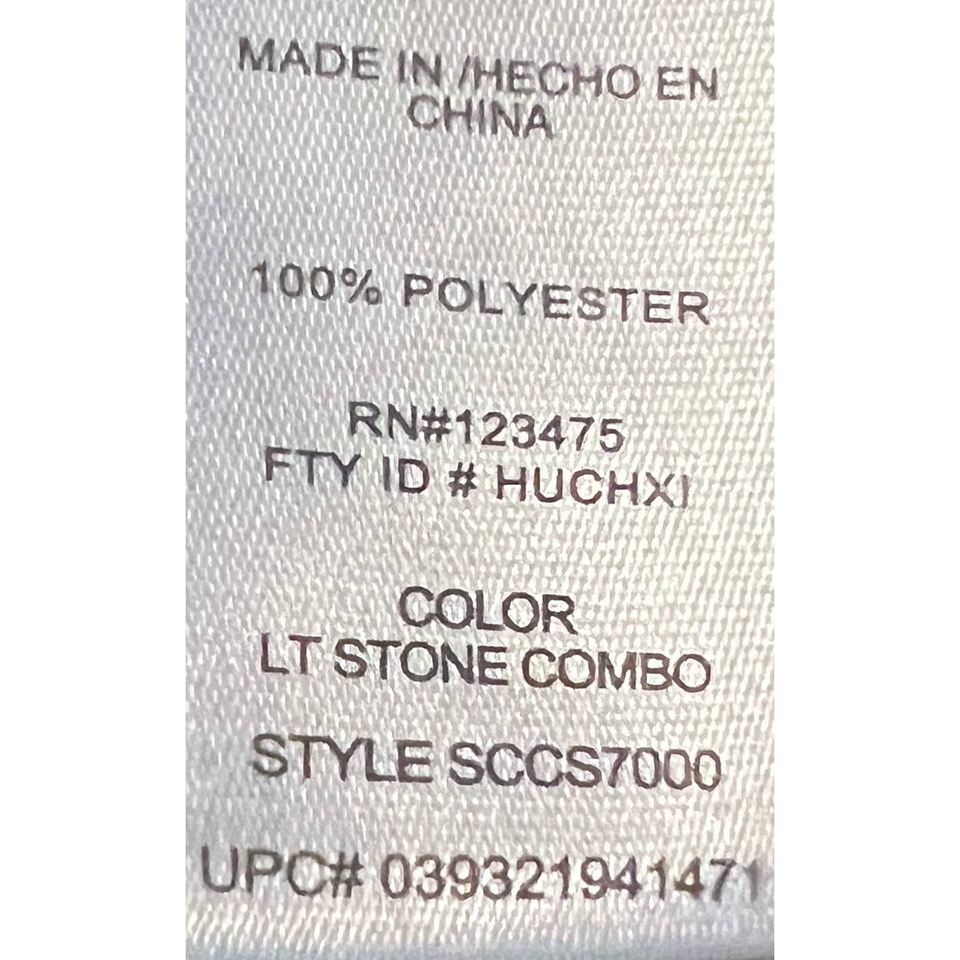 MADE IN /HECHO EN
CHINA
100% POLYESTER
RN#123475
FTY ID # HUCHXI
COLOR
LT STONE COMBO
STYLE SCCS7000
UPC# 039321941471